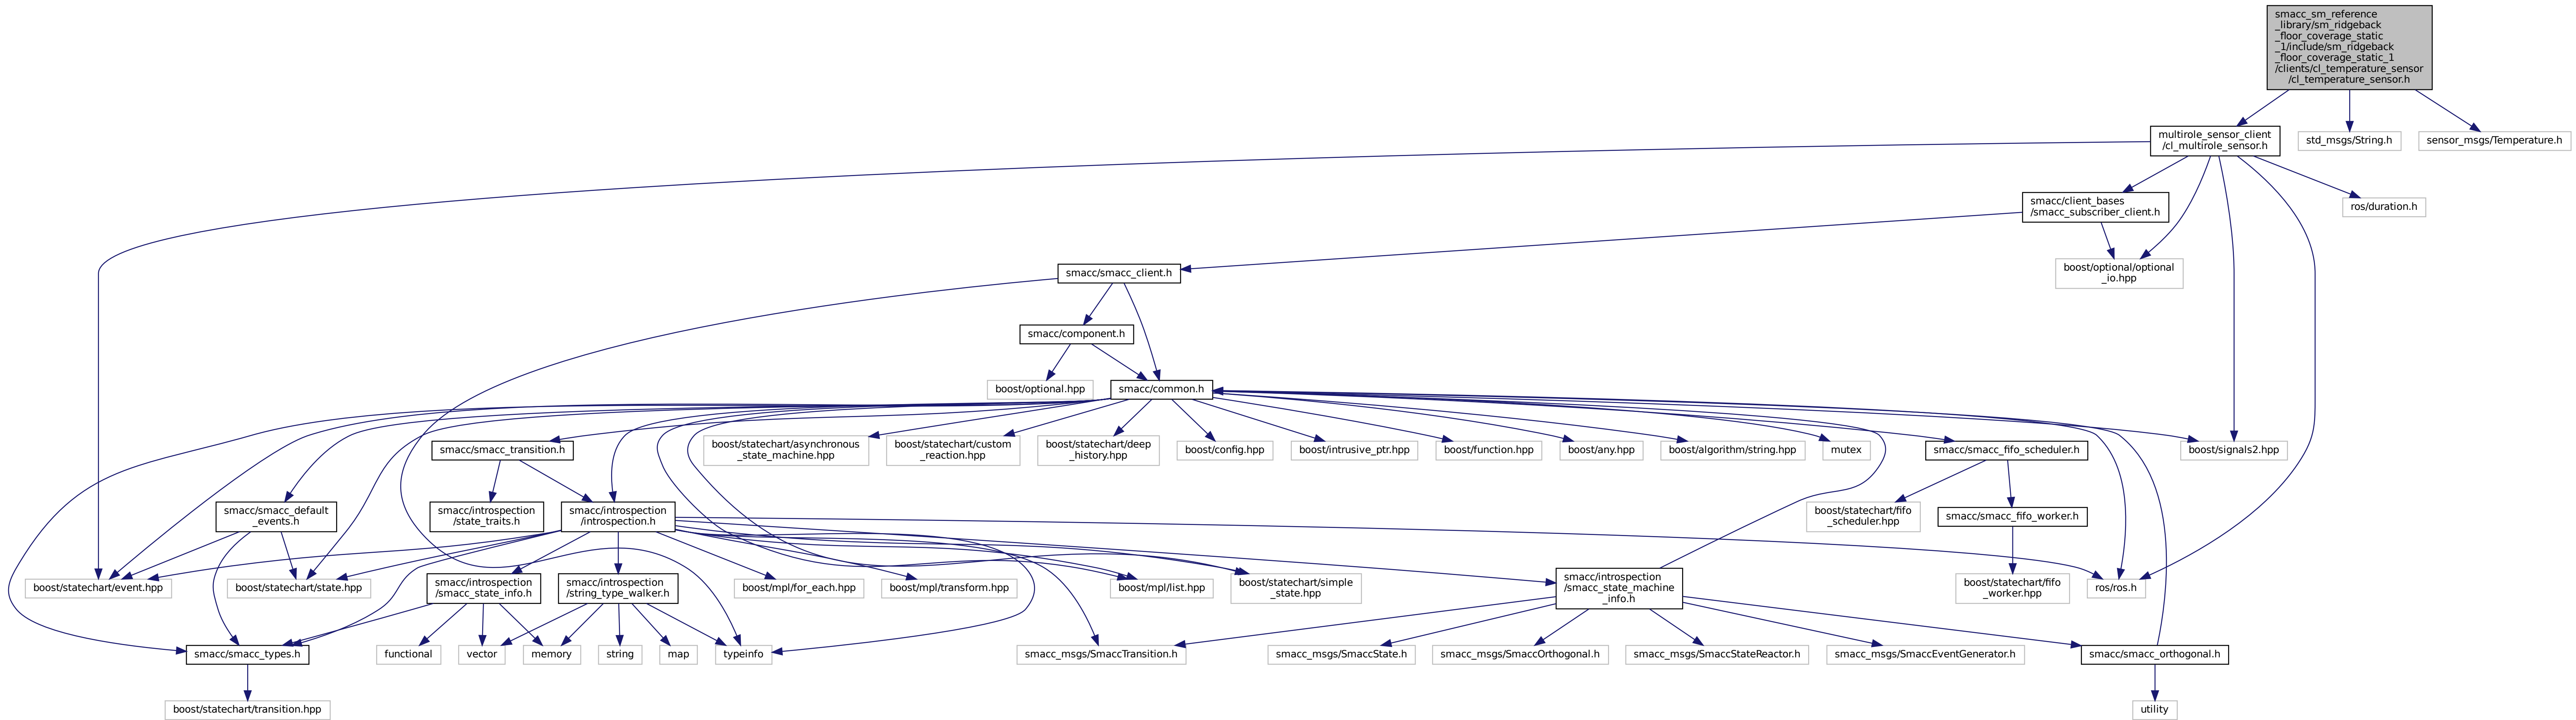 smacc_sm_reference
_library/sm_ridgeback
_floor_coverage_static
_1/include/sm_ridgeback
_floor_coverage_static_1
/clients/cl_temperature_sensor
/cl_temperature_sensor.h
multirole_sensor_client
/cl_multirole_sensor.h
std_msgs/String.h
sensor_msgs/Temperature.h
smacc/client_bases
/smacc_subscriber_client.h
ros/duration.h
smacc/smacc_client.h
boost/optional/optional
_io.hpp
smacc/component.h
boost/optional.hpp
smacc/common.h
smacc/smacc_transition.h
boost/statechart/asynchronous
_state_machine.hpp
boost/statechart/custom
_reaction.hpp
boost/statechart/deep
_history.hpp
boost/config.hpp
boost/intrusive_ptr.hpp
boost/function.hpp
boost/any.hpp
boost/algorithm/string.hpp
mutex
smacc/smacc_fifo_scheduler.h
boost/signals2.hpp
smacc/smacc_default
_events.h
smacc/introspection
/state_traits.h
smacc/introspection
/introspection.h
boost/statechart/fifo
_scheduler.hpp
smacc/smacc_fifo_worker.h
boost/statechart/event.hpp
boost/statechart/state.hpp
smacc/introspection
/smacc_state_info.h
smacc/introspection
/string_type_walker.h
boost/mpl/for_each.hpp
boost/mpl/transform.hpp
boost/mpl/list.hpp
boost/statechart/simple
_state.hpp
smacc/introspection
/smacc_state_machine
_info.h
boost/statechart/fifo
_worker.hpp
ros/ros.h
smacc/smacc_types.h
functional
vector
memory
string
map
typeinfo
smacc_msgs/SmaccTransition.h
smacc_msgs/SmaccState.h
smacc_msgs/SmaccOrthogonal.h
smacc_msgs/SmaccStateReactor.h
smacc_msgs/SmaccEventGenerator.h
smacc/smacc_orthogonal.h
boost/statechart/transition.hpp
utility